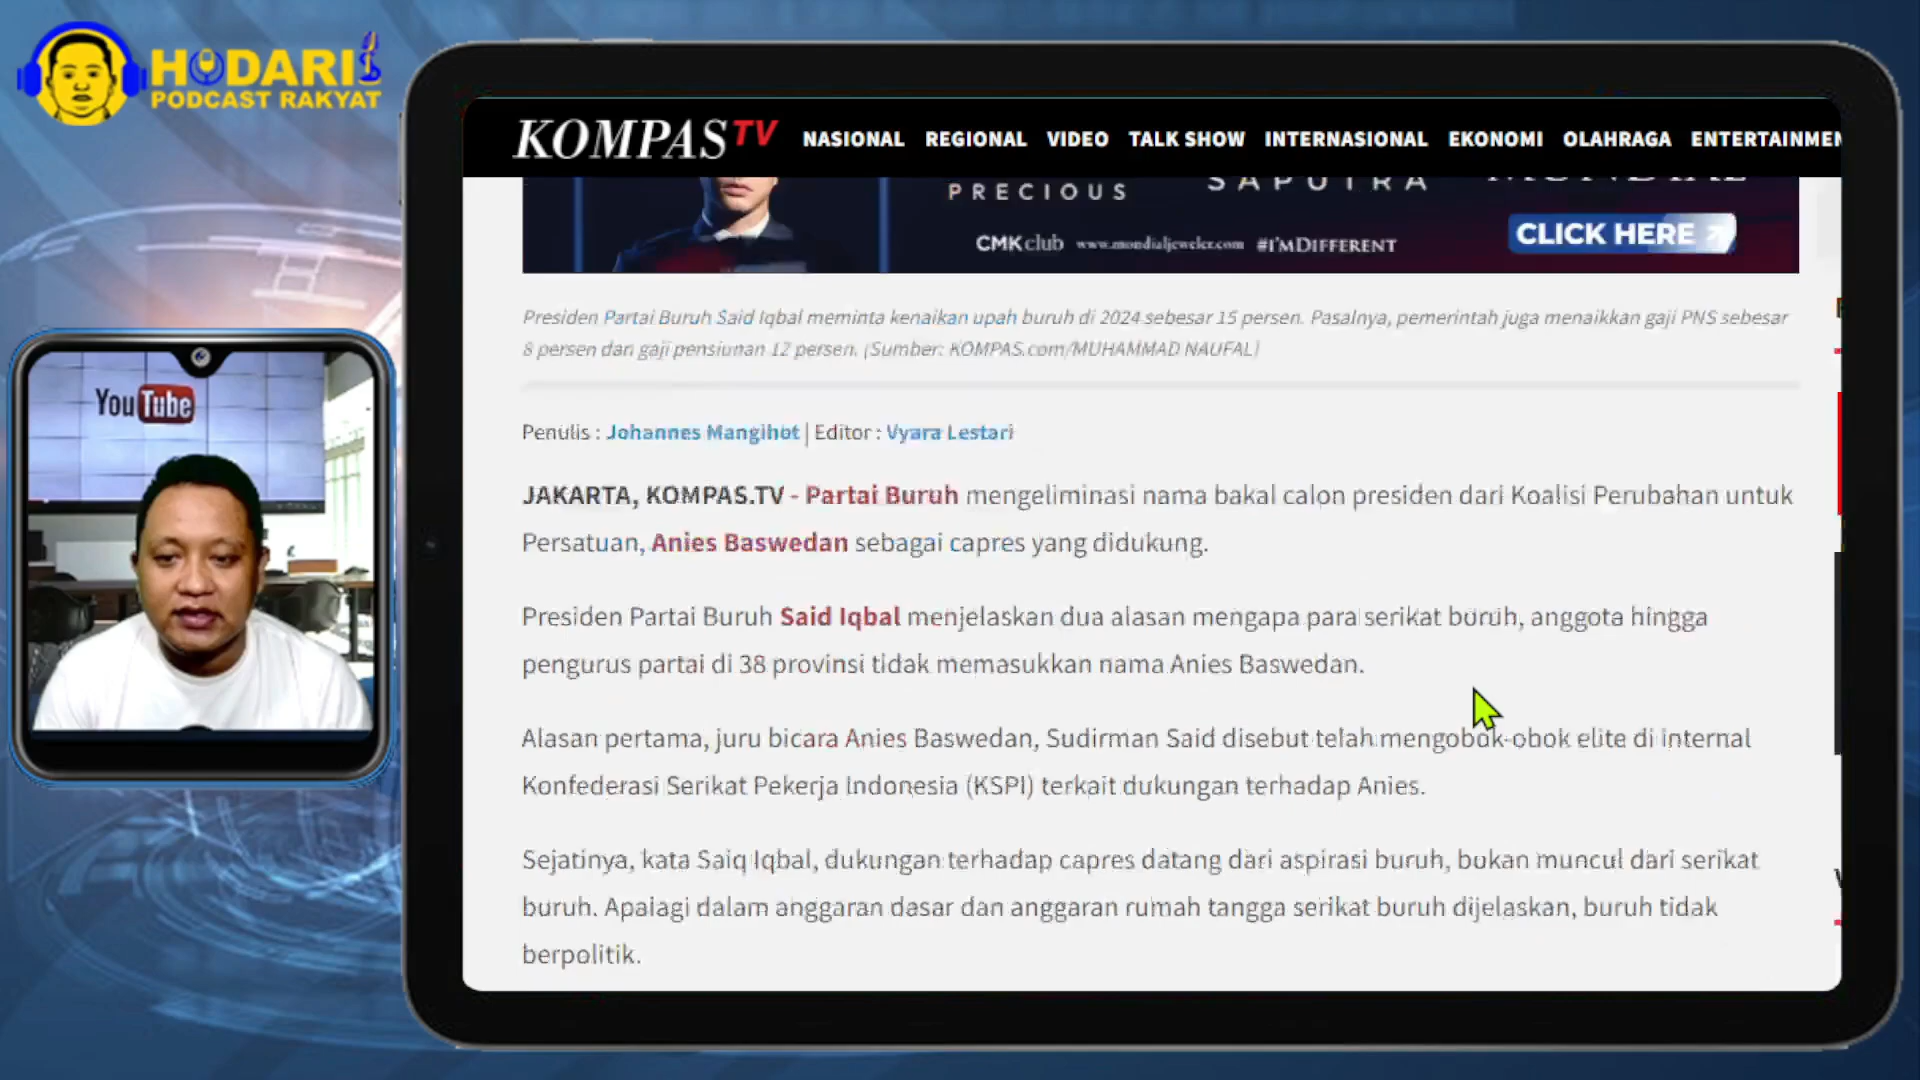 HODARI
PODCAST RAKYAT
KOMPASTV NASIONAL REGIONAL VIDEO TALK SHOW INTERNASIONAL EKONOMI OLAHRAGA ENTERTAINMEN
PRECIOUS SAPUTRA
CMKclub www.mondialjeweler.com #I'MDIFFERENT
CLICK HERE
Presiden Partai Buruh Said Iqbal meminta kenaikan upah buruh di 2024 sebesar 15 persen. Pasalnya, pemerintah juga menaikkan gaji PNS sebesar
8 persen dan gaji pensiunan 12 persen. (Sumber: KOMPAS.com/MUHAMMAD NAUFAL)
Penulis : Johannes Mangihot | Editor : Vyara Lestari
YouTube
JAKARTA, KOMPAS.TV - Partai Buruh mengeliminasi nama bakal calon presiden dari Koalisi Perubahan untuk
Persatuan, Anies Baswedan sebagai capres yang didukung.
Presiden Partai Buruh Said Iqbal menjelaskan dua alasan mengapa para serikat buruh, anggota hingga
pengurus partai di 38 provinsi tidak memasukkan nama Anies Baswedan.
Alasan pertama, juru bicara Anies Baswedan, Sudirman Said disebut telah mengobok-obok elite di internal
Konfederasi Serikat Pekerja Indonesia (KSPI) terkait dukungan terhadap Anies.
Sejatinya, kata Saiq Iqbal, dukungan terhadap capres datang dari aspirasi buruh, bukan muncul dari serikat
buruh. Apalagi dalam anggaran dasar dan anggaran rumah tangga serikat buruh dijelaskan, buruh tidak
berpolitik.